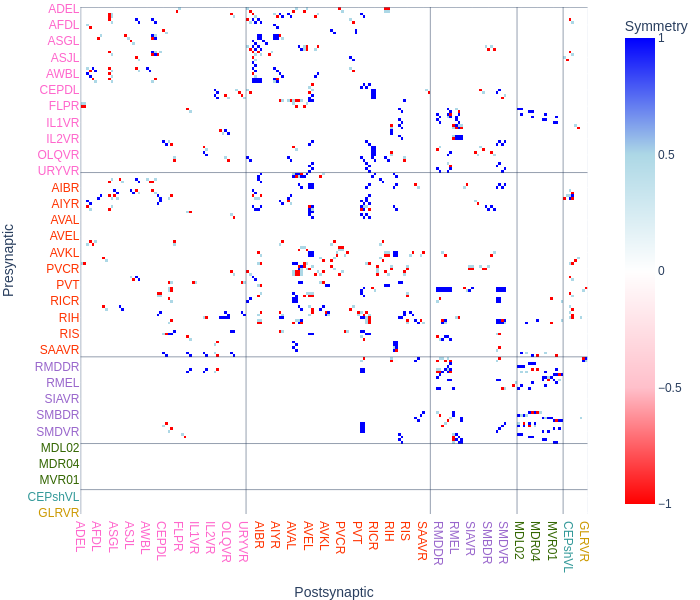 Symmetry
1
0.5
0
−0.5
−1
Presynaptic
ADEL
AFDL
ASGL
ASJL
AWBL
CEPDL
FLPR
IL1VR
IL2VR
OLQVR
URYVR
AIBR
AIYR
AVAL
AVEL
AVKL
PVCR
PVT
RICR
RIH
RIS
SAAVR
RMDDR
RMEL
SIAVR
SMBDR
SMDVR
MDL02
MDR04
MVR01
CEPshVL
GLRVR
ADEL
AFDL
ASGL
ASJL
AWBL
CEPDL
FLPR
IL1VR
IL2VR
OLQVR
URYVR
AIBR
AIYR
AVAL
AVEL
AVKL
PVCR
PVT
RICR
RIH
RIS
SAAVR
RMDDR
RMEL
SIAVR
SMBDR
SMDVR
MDL02
MDR04
MVR01
CEPshVL
GLRVR
Postsynaptic